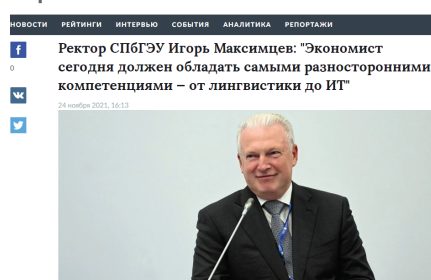 НОВОСТИ РЕЙТИНГИ ИНТЕРВЬЮ СОБЫТИЯ АНАЛИТИКА РЕПОРТАЖИ
Ректор СПбГЭУ Игорь Максимцев: "Экономист
сегодня должен обладать самыми разносторонними
компетенциями – от лингвистики до ИТ"
0
24 ноября 2021, 16:13